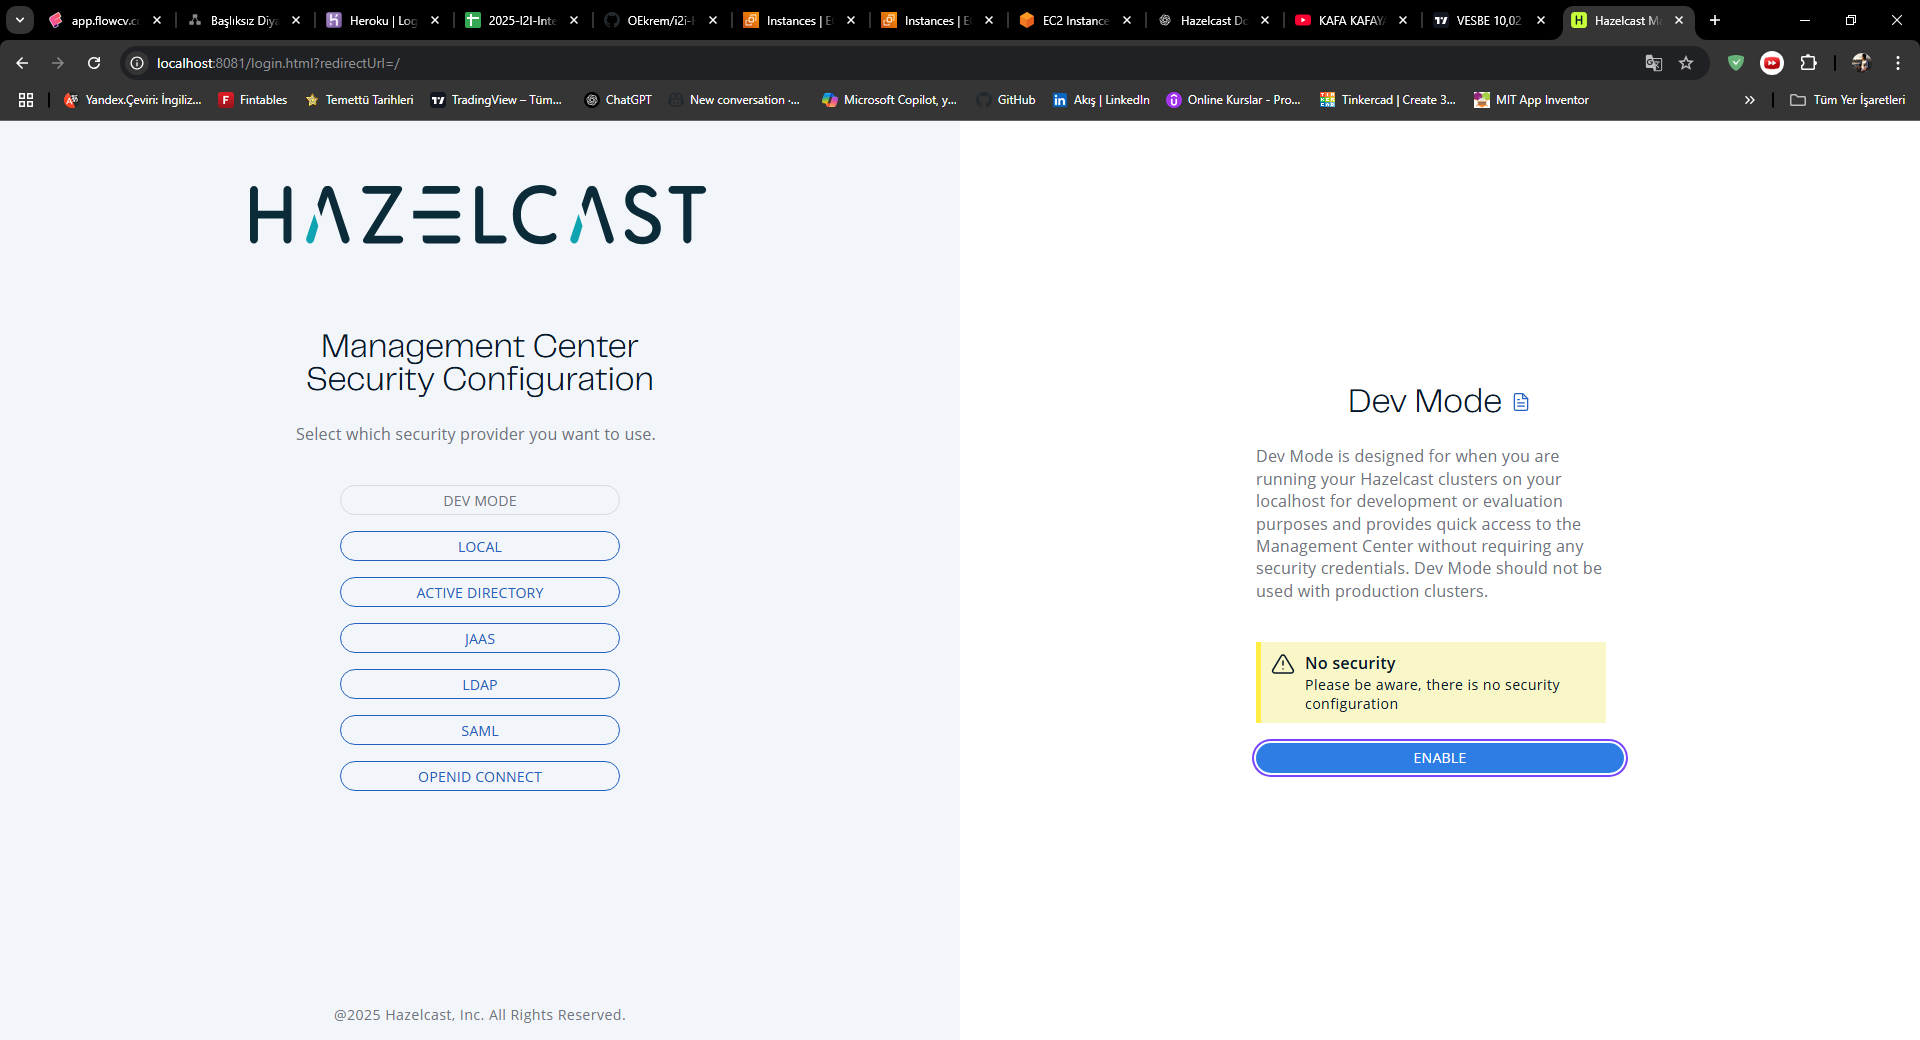 app.flowcv.c
Başlıksız Diya
Heroku | Log
2025-I2I-Inte
OEkrem/i2i-
Instances | E
Instances | E
EC2 Instance
Hazelcast Do
KAFA KAFAY
VESBE 10,02
Hazelcast M
localhost:8081/login.html?redirectUrl=/
Yandex.Çeviri: İngiliz...
Fintables
Temettü Tarihleri
TradingView – Tüm...
ChatGPT
New conversation ·...
Microsoft Copilot, y...
GitHub
Akış | LinkedIn
Online Kurslar - Pro...
Tinkercad | Create 3...
MIT App Inventor
Tüm Yer İşaretleri
HAZELCAST
Management Center
Security Configuration
Select which security provider you want to use.
DEV MODE
LOCAL
ACTIVE DIRECTORY
JAAS
LDAP
SAML
OPENID CONNECT
@2025 Hazelcast, Inc. All Rights Reserved.
Dev Mode
Dev Mode is designed for when you are
running your Hazelcast clusters on your
localhost for development or evaluation
purposes and provides quick access to the
Management Center without requiring any
security credentials. Dev Mode should not be
used with production clusters.
No security
Please be aware, there is no security
configuration
ENABLE